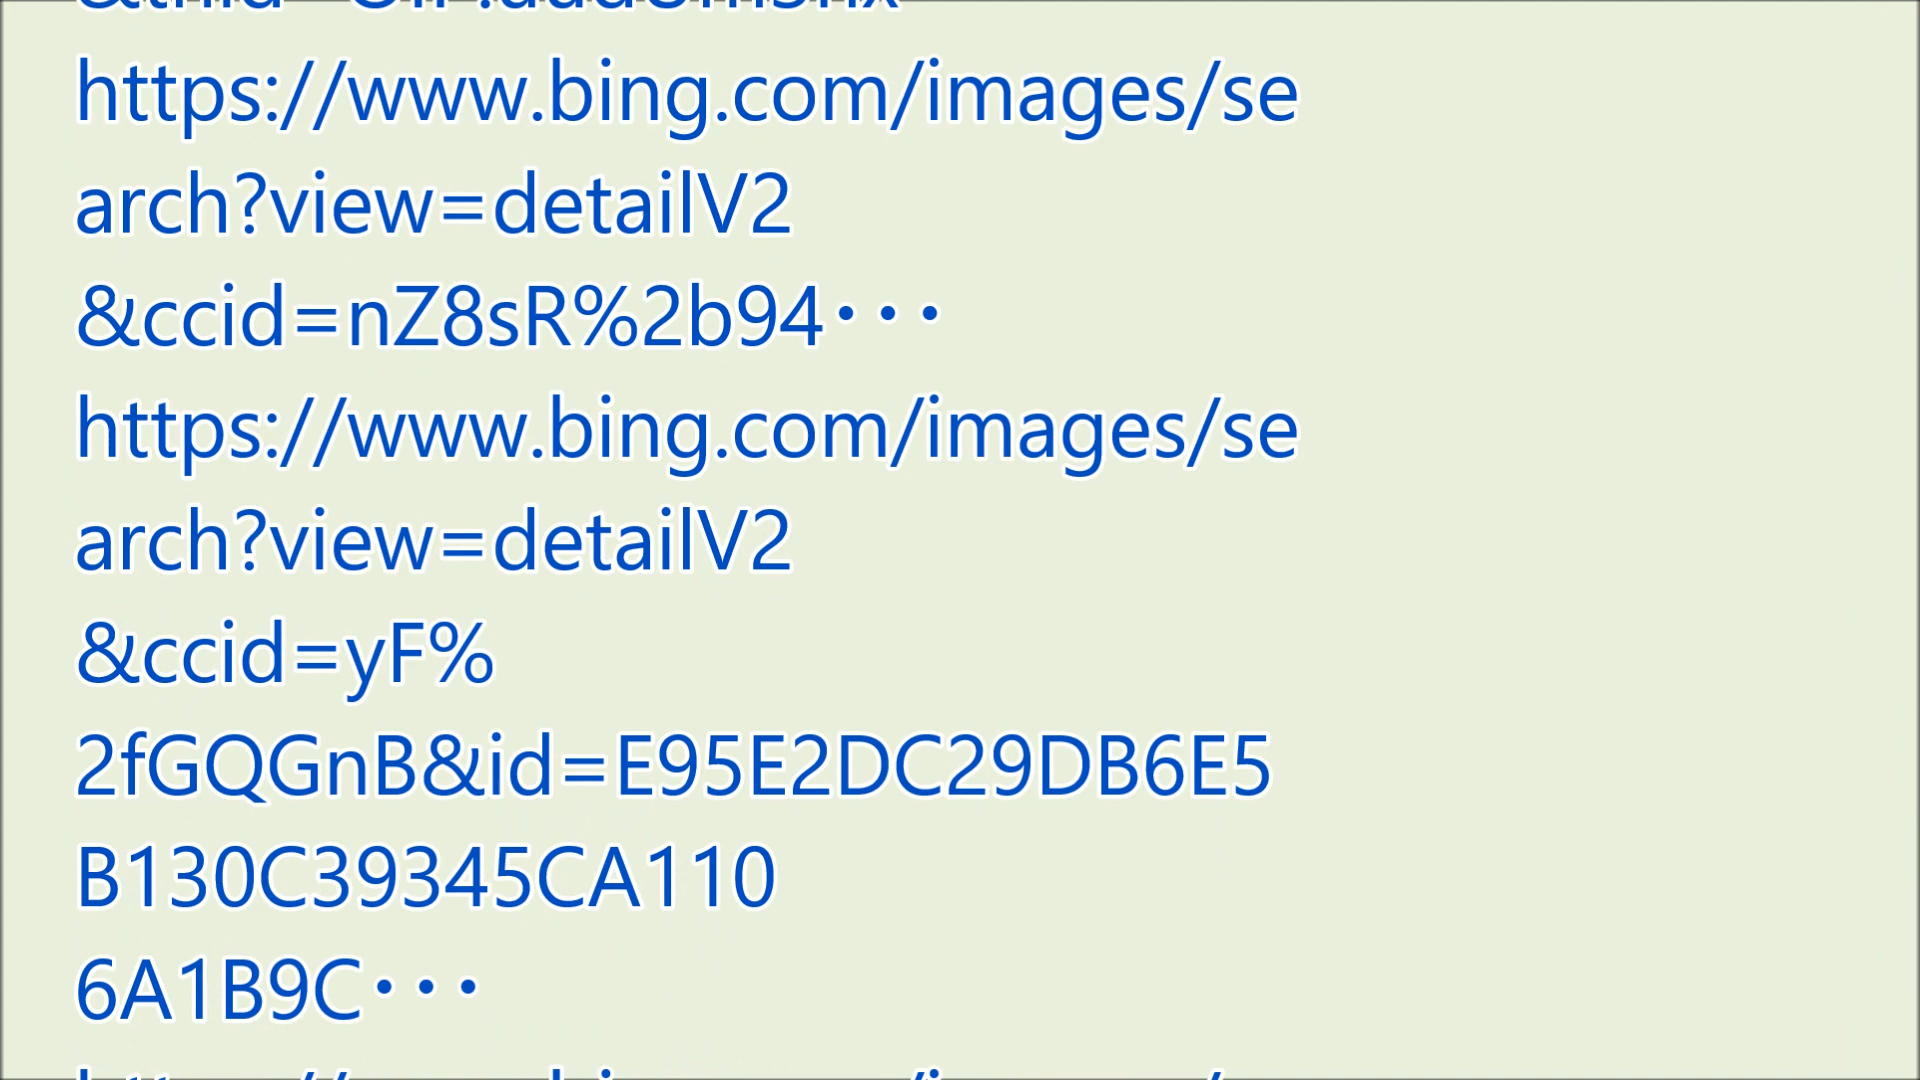 https://www.bing.com/images/se
arch?view=detailV2
&ccid=nZ8sR%2b94･･･
https://www.bing.com/images/se
arch?view=detailV2
&ccid=yF%
2fGQGnB&id=E95E2DC29DB6E5
B130C39345CA110
6A1B9C･･･